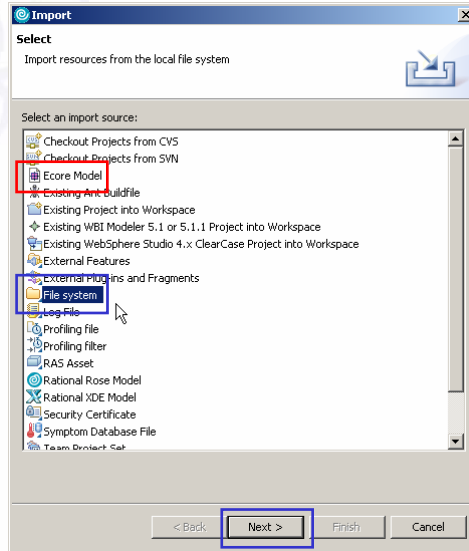 Import
Select
Import resources from the local file system
Select an import source:
Checkout Projects from CVS
Checkout Projects from SVN
Ecore Model
Existing Ant Buildfile
Existing Project into Workspace
Existing WBI Modeler 5.1 or 5.1.1 Project into Workspace
Existing WebSphere Studio 4.x ClearCase Project into Workspace
External Features
External Plug-ins and Fragments
File system
Log File
Profiling file
Profiling filter
RAS Asset
Rational Rose Model
Rational XDE Model
Security Certificate
Symptom Database File
Team Project Set
< Back Next > Finish Cancel